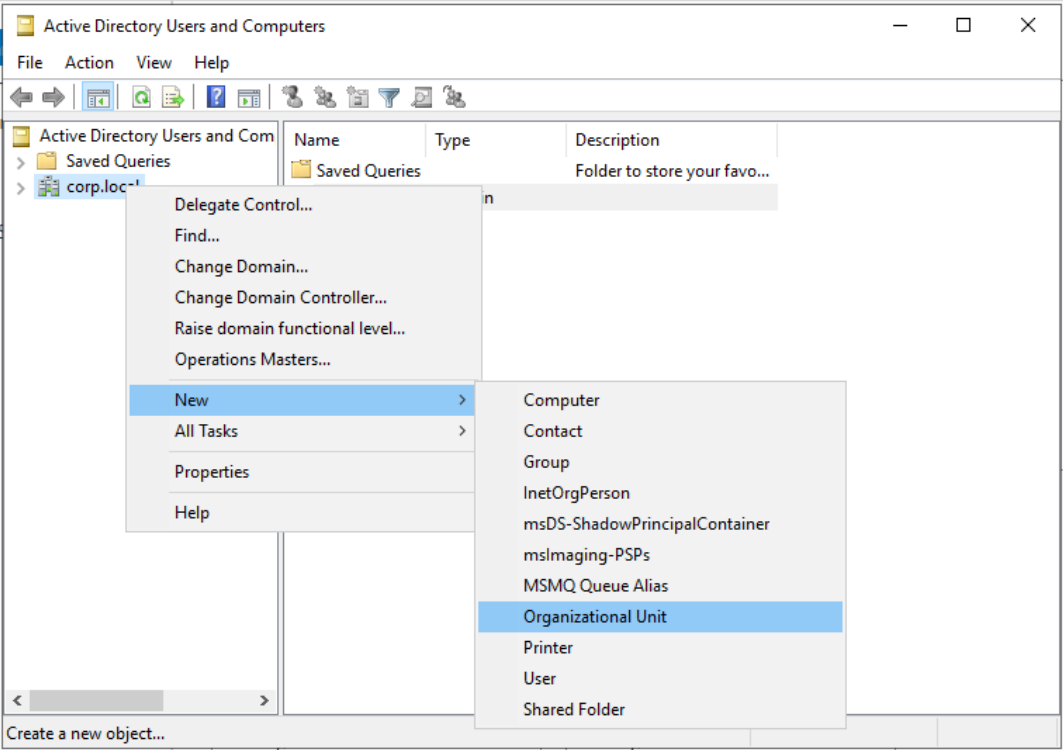 Active Directory Users and Computers
File Action View Help
Active Directory Users and Com
Name Type Description
Saved Queries
Saved Queries Folder to store your favo...
corp.local
in
Delegate Control...
Find...
Change Domain...
Change Domain Controller...
Raise domain functional level...
Operations Masters...
New
All Tasks
Properties
Help
Computer
Contact
Group
InetOrgPerson
msDS-ShadowPrincipalContainer
msImaging-PSPs
MSMQ Queue Alias
Organizational Unit
Printer
User
Shared Folder
Create a new object...